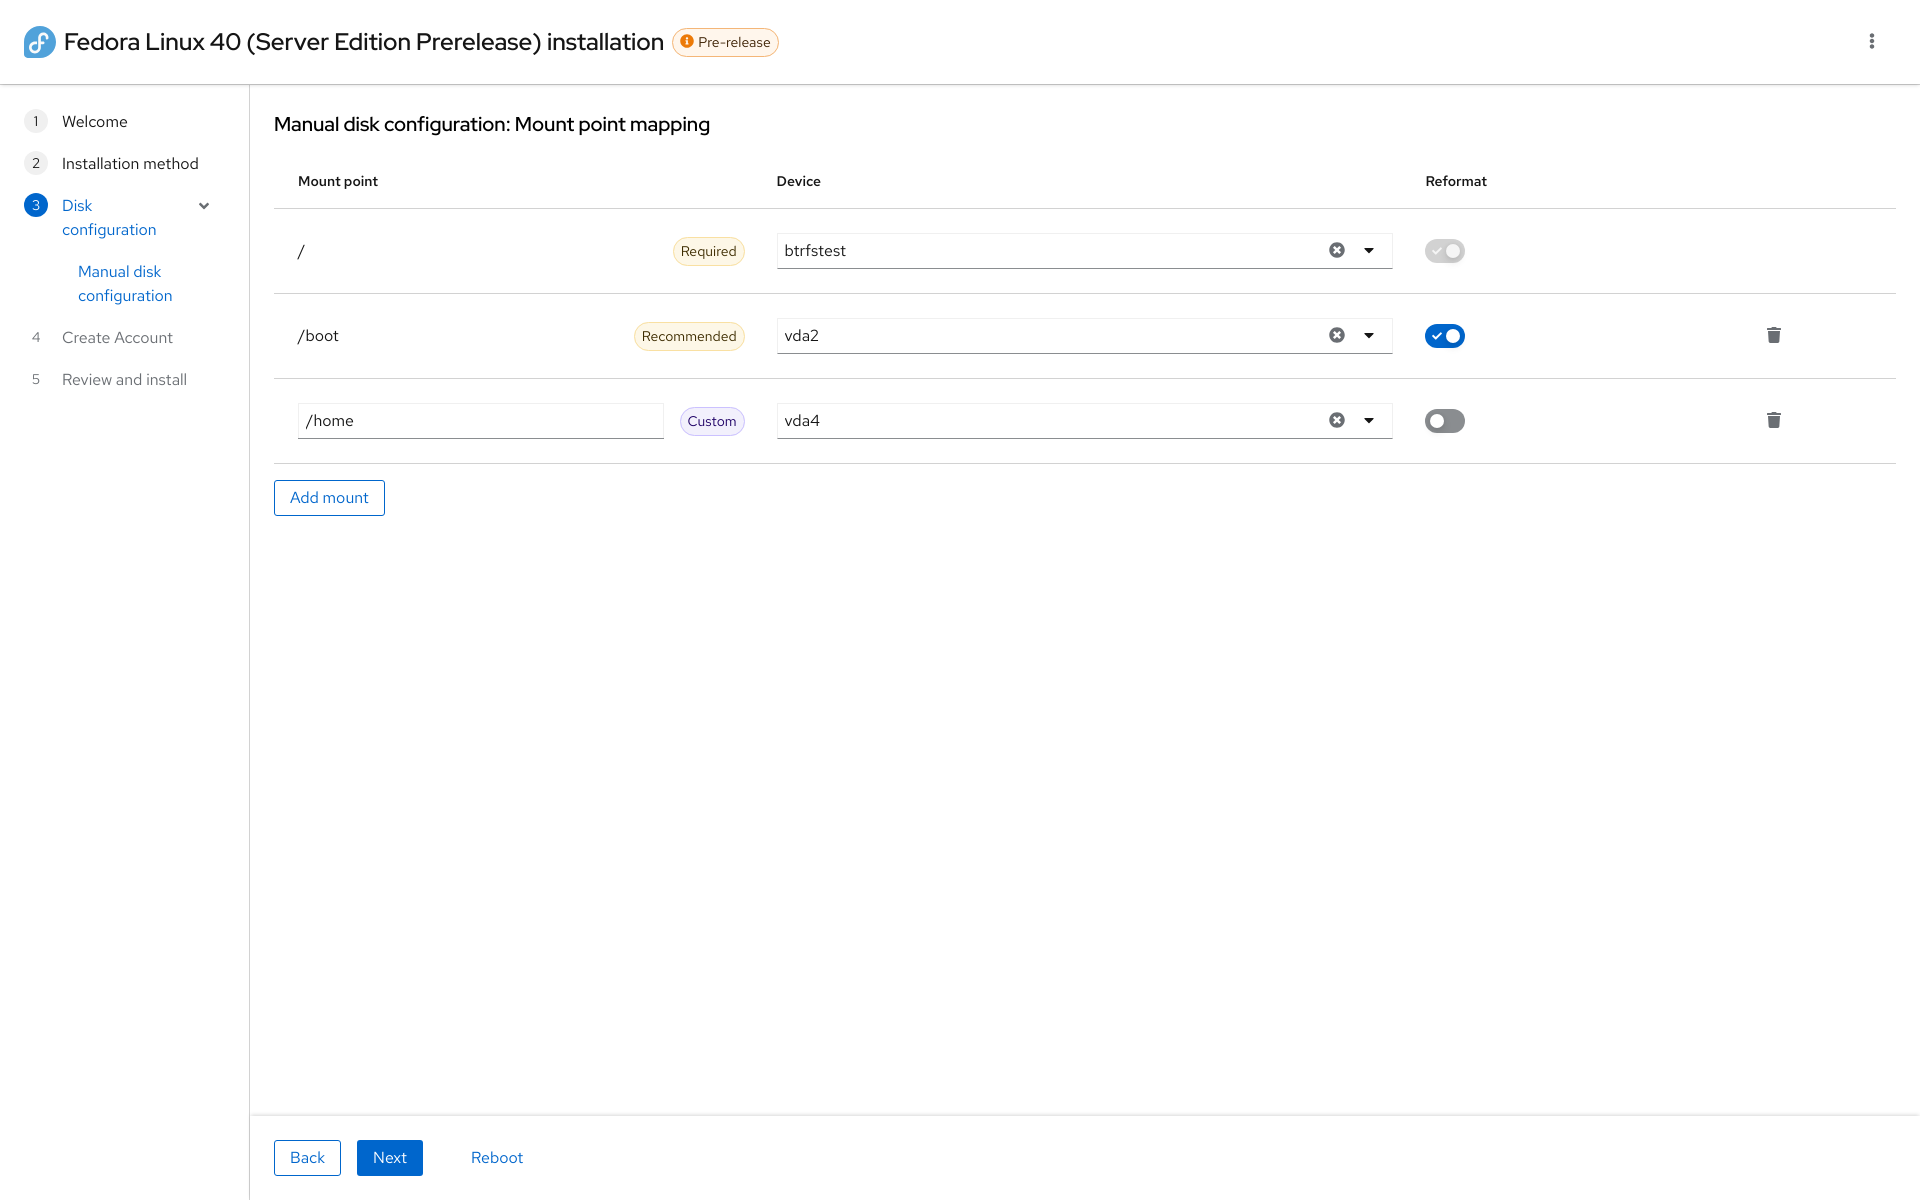 Fedora Linux 40 (Server Edition Prerelease) installation
Pre-release
1 Welcome
2 Installation method
3 Disk
configuration
Manual disk
configuration
4 Create Account
5 Review and install
Manual disk configuration: Mount point mapping
Mount point Device Reformat
/ Required btrfstest
/boot Recommended vda2
/home Custom vda4
Add mount
Back Next Reboot